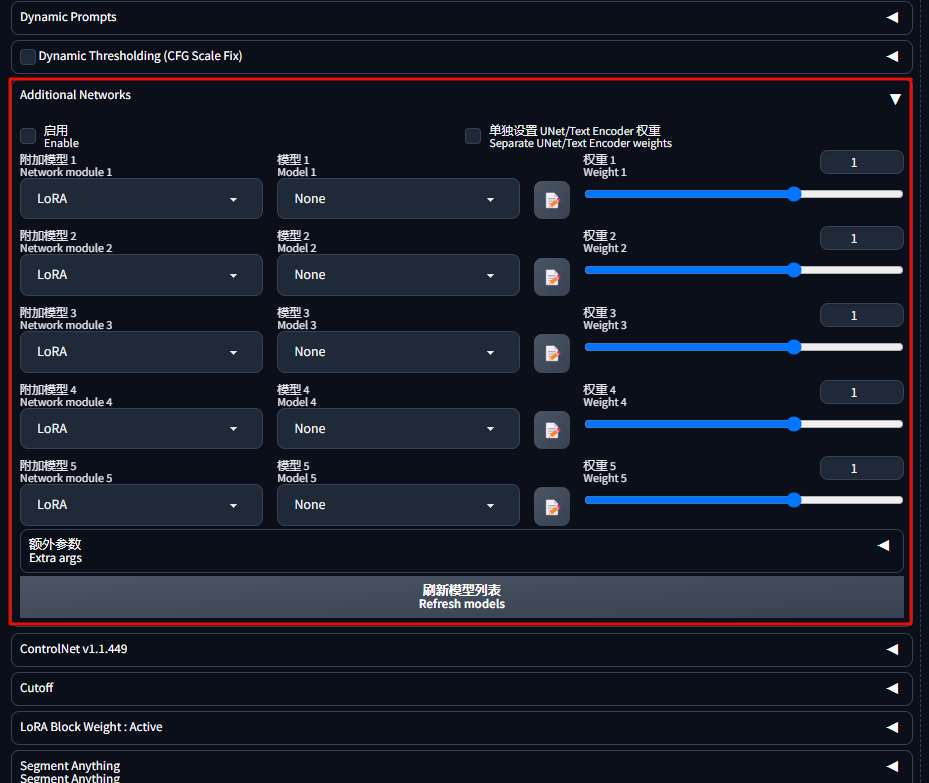 Dynamic Prompts
Dynamic Thresholding (CFG Scale Fix)
Additional Networks
启用
Enable
单独设置 UNet/Text Encoder 权重
Separate UNet/Text Encoder weights
附加模型 1
Network module 1
LoRA
模型 1
Model 1
None
权重 1
Weight 1
1
附加模型 2
Network module 2
LoRA
模型 2
Model 2
None
权重 2
Weight 2
1
附加模型 3
Network module 3
LoRA
模型 3
Model 3
None
权重 3
Weight 3
1
附加模型 4
Network module 4
LoRA
模型 4
Model 4
None
权重 4
Weight 4
1
附加模型 5
Network module 5
LoRA
模型 5
Model 5
None
权重 5
Weight 5
1
额外参数
Extra args
刷新模型列表
Refresh models
ControlNet v1.1.449
Cutoff
LoRA Block Weight : Active
Segment Anything
Segment Anything